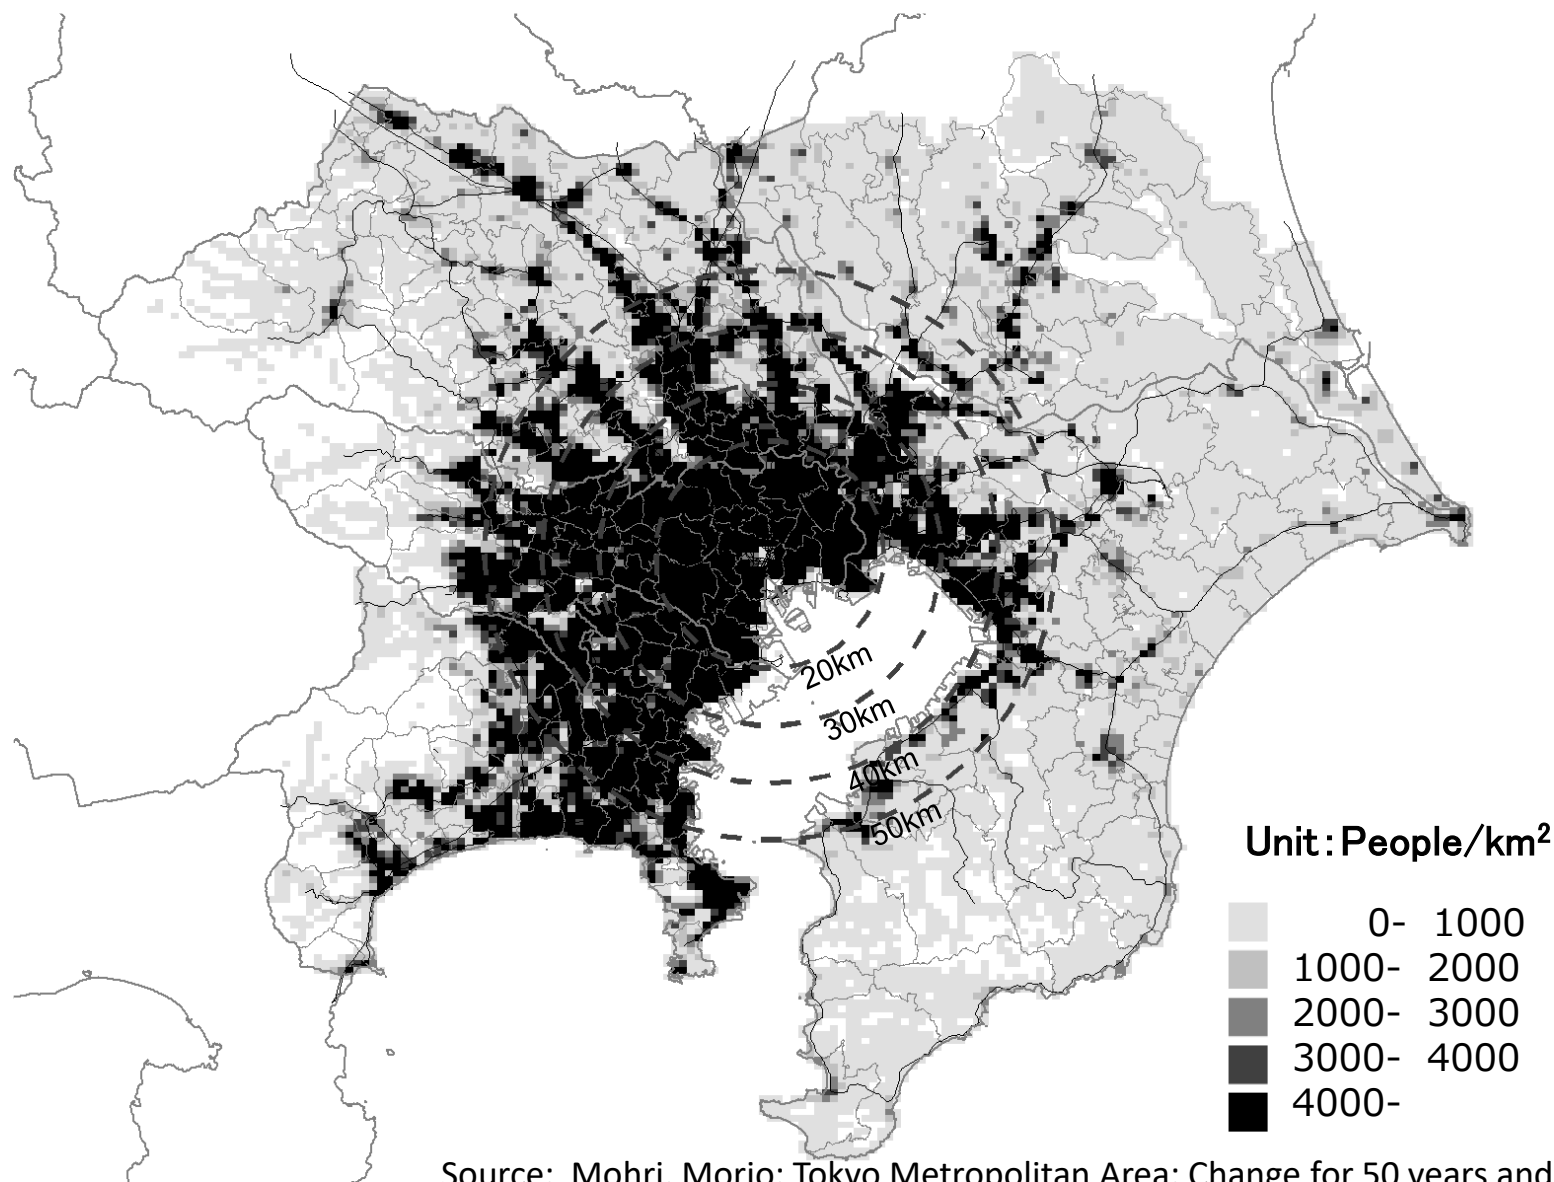 20km
30km
40km
50km
Unit:People/km²
0- 1000
1000- 2000
2000- 3000
3000- 4000
4000-
Source: Mohri, Morio: Tokyo Metropolitan Area: Change for 50 years and